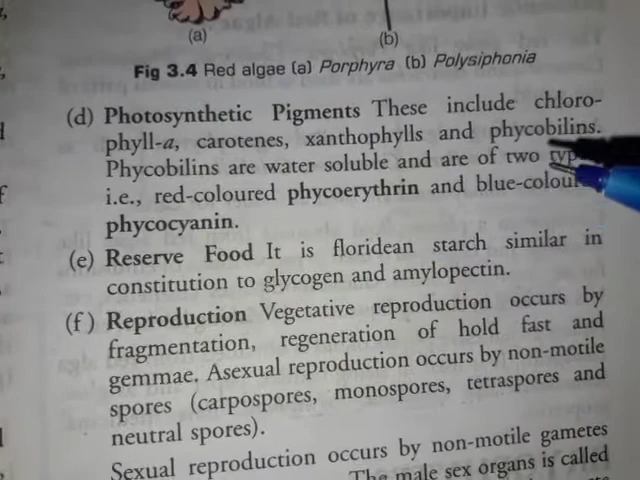 (a)
(b)
Fig 3.4 Red algae (a) Porphyra (b) Polysiphonia
(d) Photosynthetic Pigments These include chloro-
phyll-a, carotenes, xanthophylls and phycobilins.
Phycobilins are water soluble and are of two
i.e., red-coloured phycoerythrin and
phycocyanin.
(e) Reserve Food It is floridean starch similar in
constitution to glycogen and amylopectin.
(f) Reproduction Vegetative reproduction occurs by
fragmentation, regeneration of hold fast and
gemmae. Asexual reproduction occurs by non-motile
spores (carpospores, monospores, tetraspores and
neutral spores).
Sexual reproduction occurs by non-motile gametes
The male sex organs is called